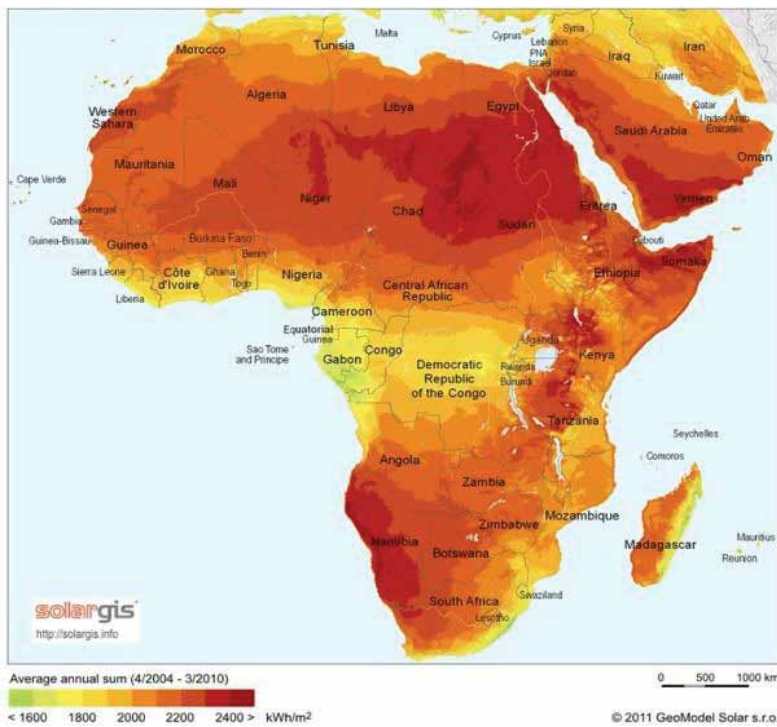 Malta
Cyprus
Syria
Lebanon
PNA
Israel
Jordan
Iraq
Iran
Kuwait
Morocco
Tunisia
Algeria
Libya
Egypt
Qatar
United Arab
Emirates
Saudi Arabia
Oman
Western
Sahara
Mauritania
Cape Verde
Mali
Niger
Chad
Sudan
Eritrea
Yemen
Senegal
Gambia
Guinea-Bissau
Guinea
Burkina Faso
Benin
Djibouti
Somalia
Ethiopia
Sierra Leone
Liberia
Côte
d'Ivoire
Ghana
Togo
Nigeria
Central African
Republic
Cameroon
Equatorial
Guinea
Sao Tome
and Principe
Gabon
Congo
Democratic
Republic
of the Congo
Uganda
Kenya
Rwanda
Burundi
Tanzania
Seychelles
Comoros
Angola
Zambia
Mozambique
Zimbabwe
Madagascar
Mauritius
Reunion
Namibia
Botswana
Swaziland
South Africa
Lesotho
solargis
http://solargis.info
Average annual sum (4/2004 - 3/2010)
< 1600 1800 2000 2200 2400 > kWh/m²
0 500 1000 km
© 2011 GeoModel Solar s.r.o.